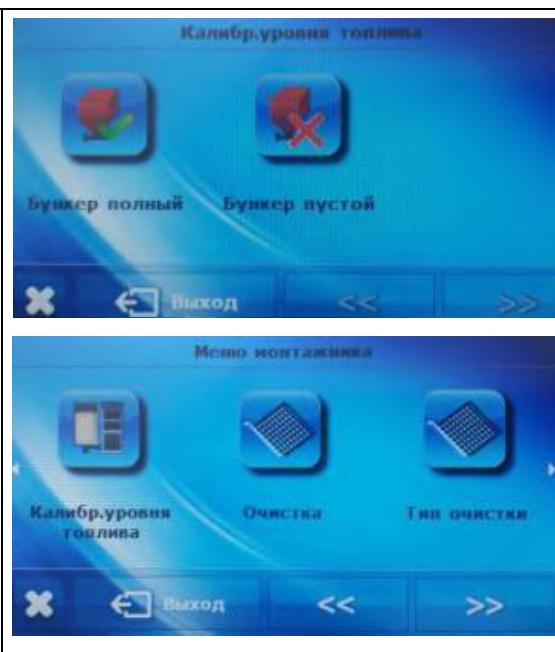 Калибр.уровня топлива
Бункер полный
Бункер пустой
Выход
<<
>>
Меню монтажника
Калибр.уровня
топлива
Очистка
Тип очистки
Выход
<<
>>